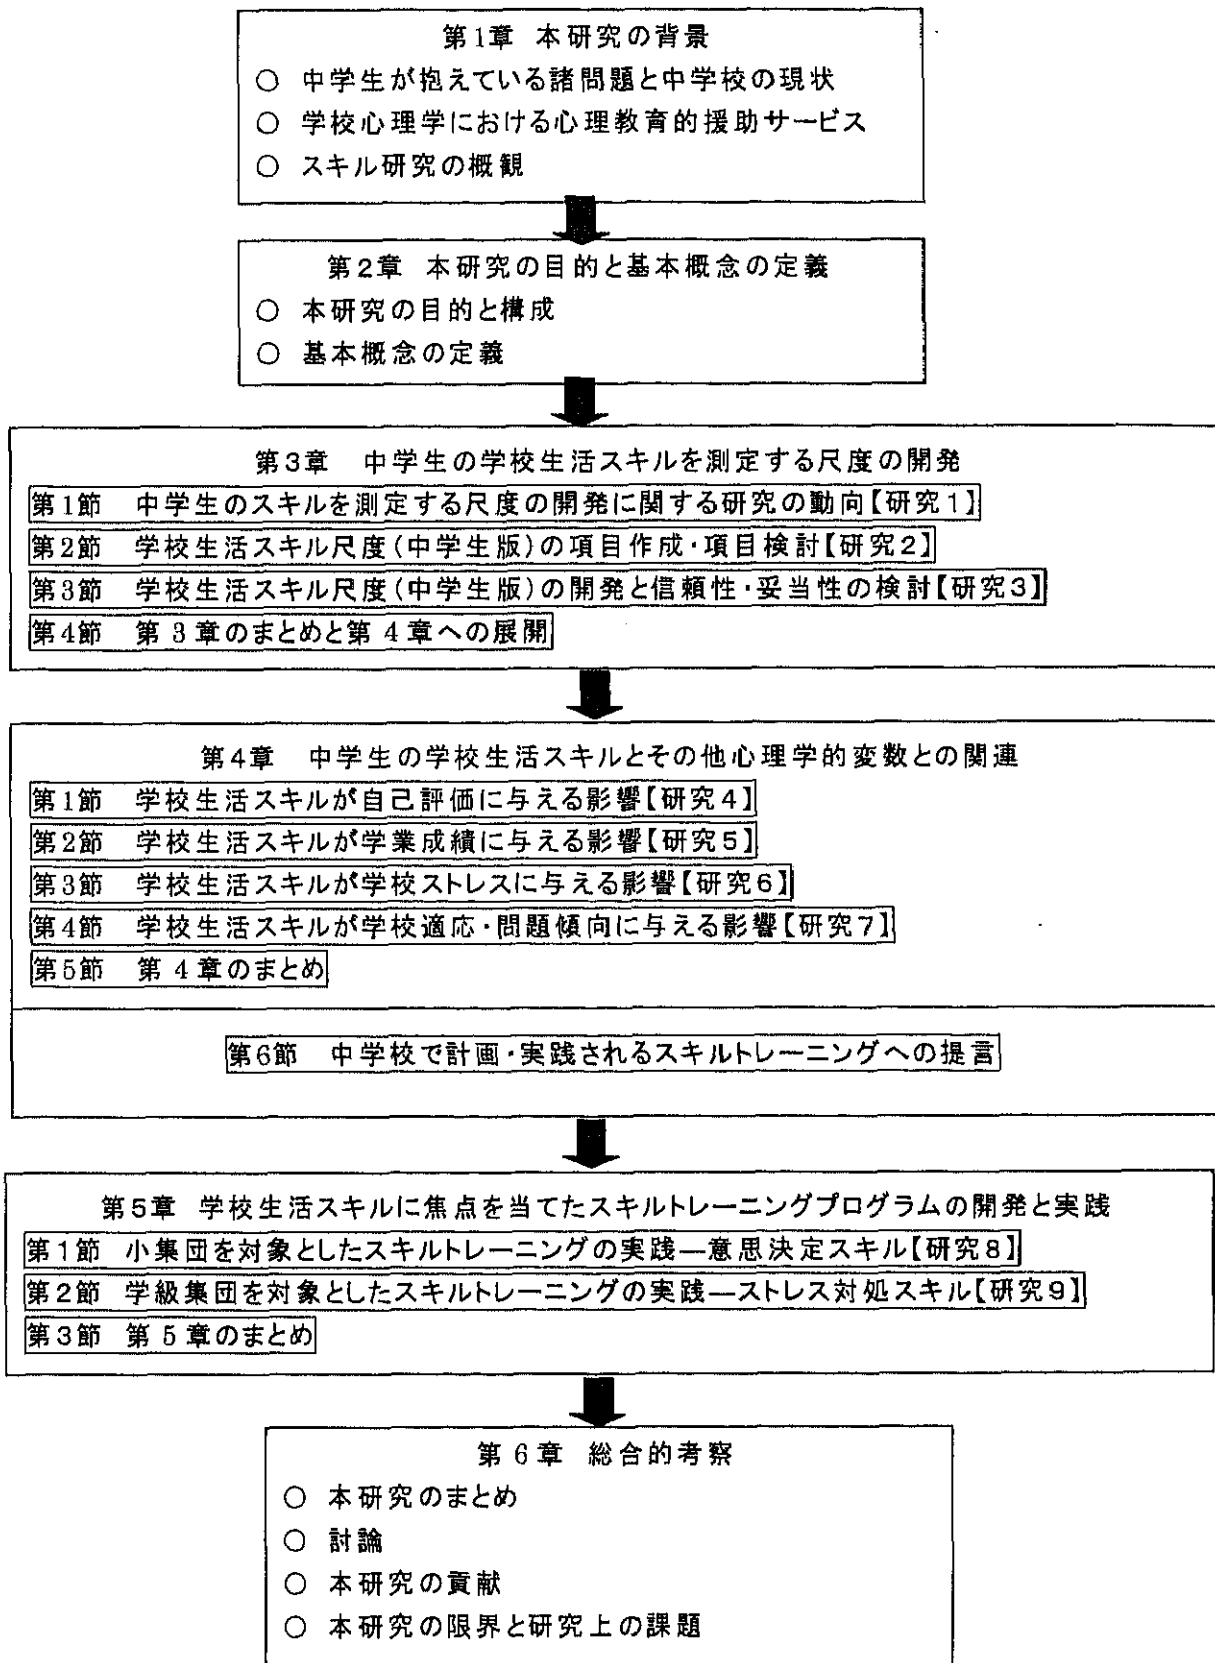 第1章 本研究の背景
○ 中学生が抱えている諸問題と中学校の現状
○ 学校心理学における心理教育的援助サービス
○ スキル研究の概観
第2章 本研究の目的と基本概念の定義
○ 本研究の目的と構成
○ 基本概念の定義
第3章 中学生の学校生活スキルを測定する尺度の開発
第1節 中学生のスキルを測定する尺度の開発に関する研究の動向【研究1】
第2節 学校生活スキル尺度(中学生版)の項目作成・項目検討【研究2】
第3節 学校生活スキル尺度(中学生版)の開発と信頼性・妥当性の検討【研究3】
第4節 第3章のまとめと第4章への展開
第4章 中学生の学校生活スキルとその他心理学的変数との関連
第1節 学校生活スキルが自己評価に与える影響【研究4】
第2節 学校生活スキルが学業成績に与える影響【研究5】
第3節 学校生活スキルが学校ストレスに与える影響【研究6】
第4節 学校生活スキルが学校適応・問題傾向に与える影響【研究7】
第5節 第4章のまとめ
第6節 中学校で計画・実践されるスキルトレーニングへの提言
第5章 学校生活スキルに焦点を当てたスキルトレーニングプログラムの開発と実践
第1節 小集団を対象としたスキルトレーニングの実践―意思決定スキル【研究8】
第2節 学級集団を対象としたスキルトレーニングの実践―ストレス対処スキル【研究9】
第3節 第5章のまとめ
第6章 総合的考察
○ 本研究のまとめ
○ 討論
○ 本研究の貢献
○ 本研究の限界と研究上の課題